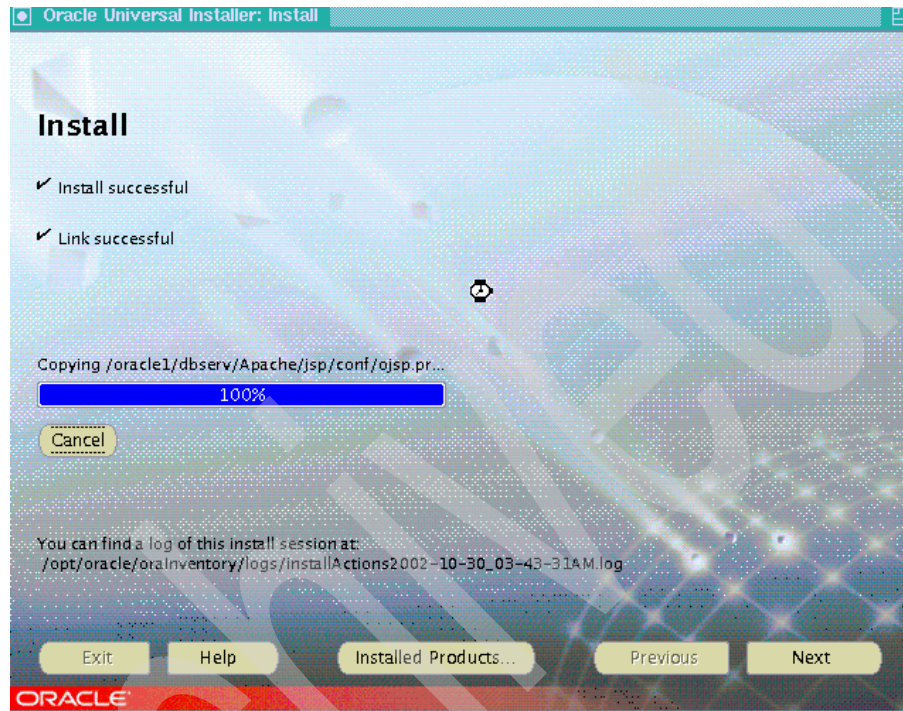 Oracle Universal Installer: Install
Install
✔ Install successful
✔ Link successful
Copying /oracle1/dbserv/Apache/jsp/conf/ojsp.pr...
100%
Cancel
You can find a log of this install session at:
/opt/oracle/oraInventory/logs/installActions2002-10-30_03-43-31AM.log
Exit Help Installed Products... Previous Next
ORACLE